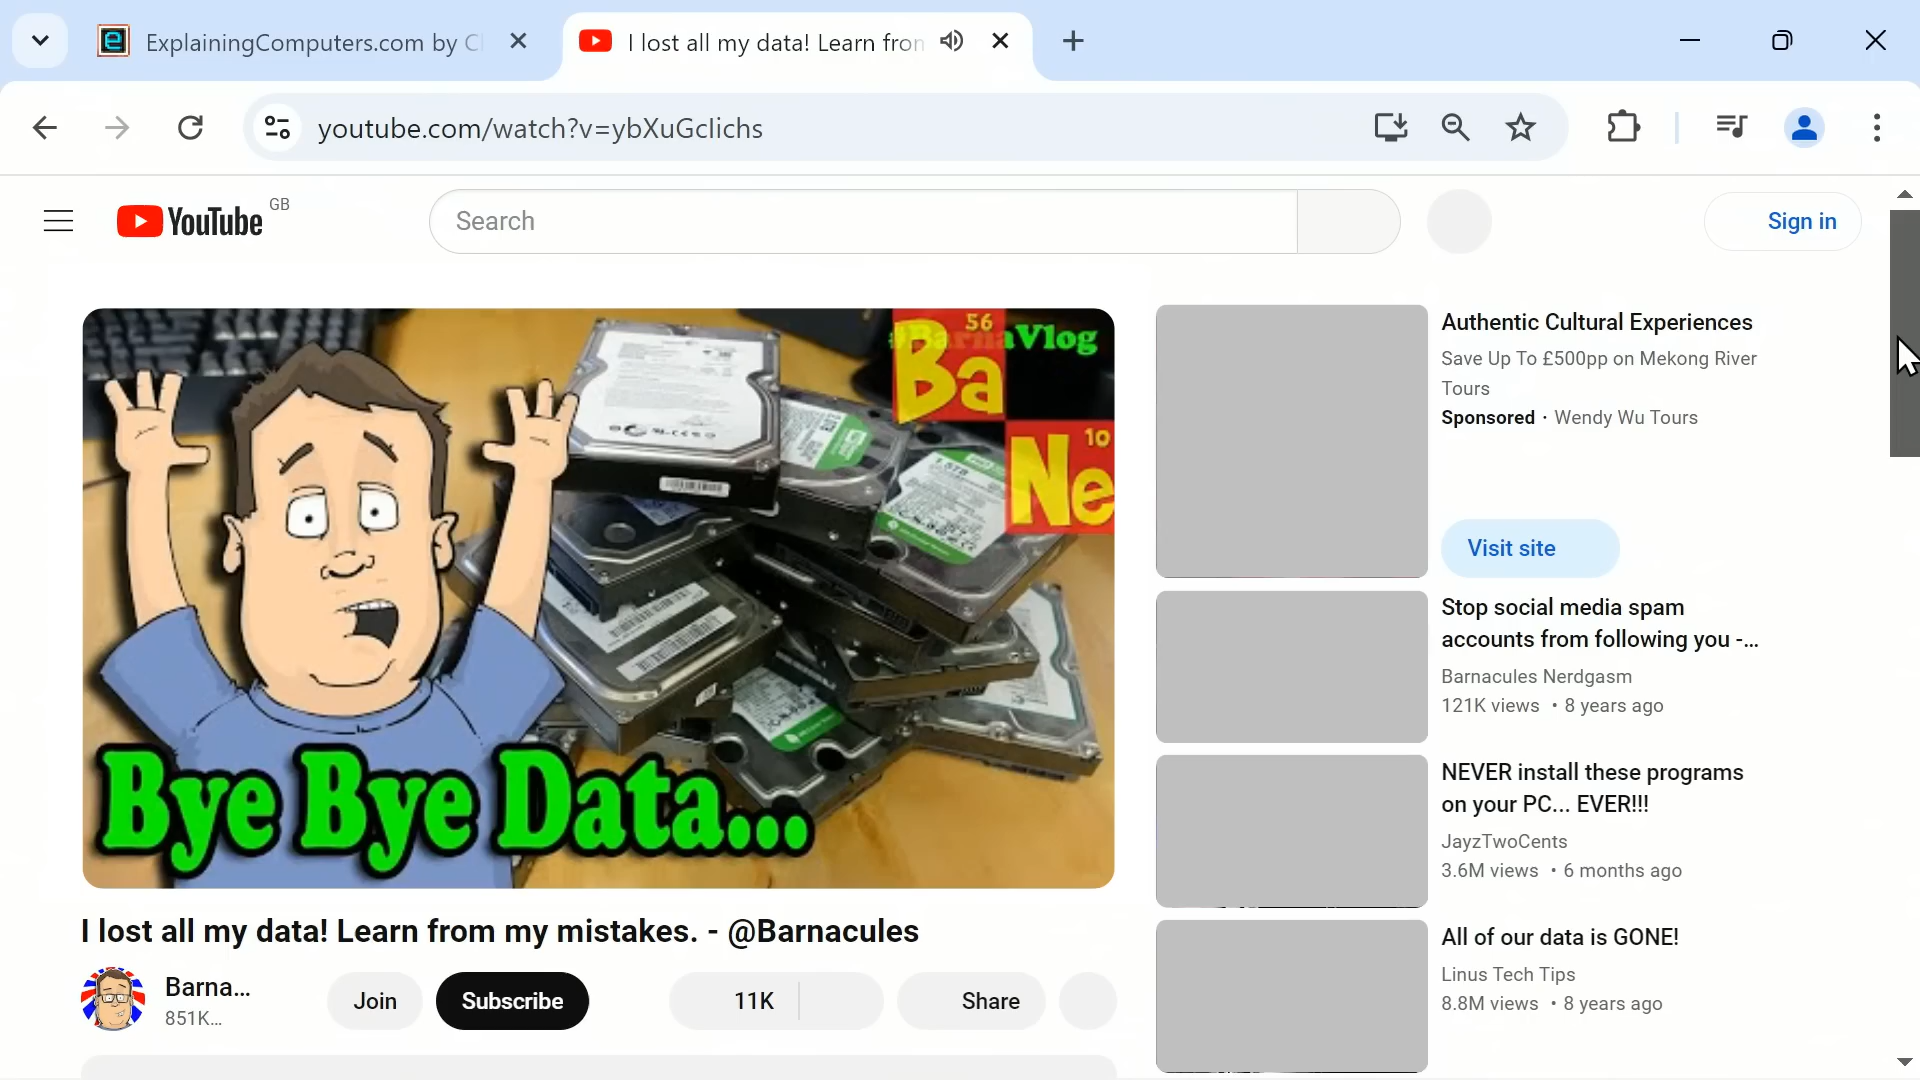 ExplainingComputers.com by C
I lost all my data! Learn from
youtube.com/watch?v=ybXuGclichs
YouTube GB
Search
Sign in
56
Ba
#BarnaVlog
10
Ne
Bye Bye Data...
I lost all my data! Learn from my mistakes. - @Barnacules
Barna...
851K...
Join
Subscribe
11K
Share
Authentic Cultural Experiences
Save Up To £500pp on Mekong River
Tours
Sponsored · Wendy Wu Tours
Visit site
Stop social media spam
accounts from following you -...
Barnacules Nerdgasm
121K views • 8 years ago
NEVER install these programs
on your PC... EVER!!!
JayzTwoCents
3.6M views • 6 months ago
All of our data is GONE!
Linus Tech Tips
8.8M views • 8 years ago